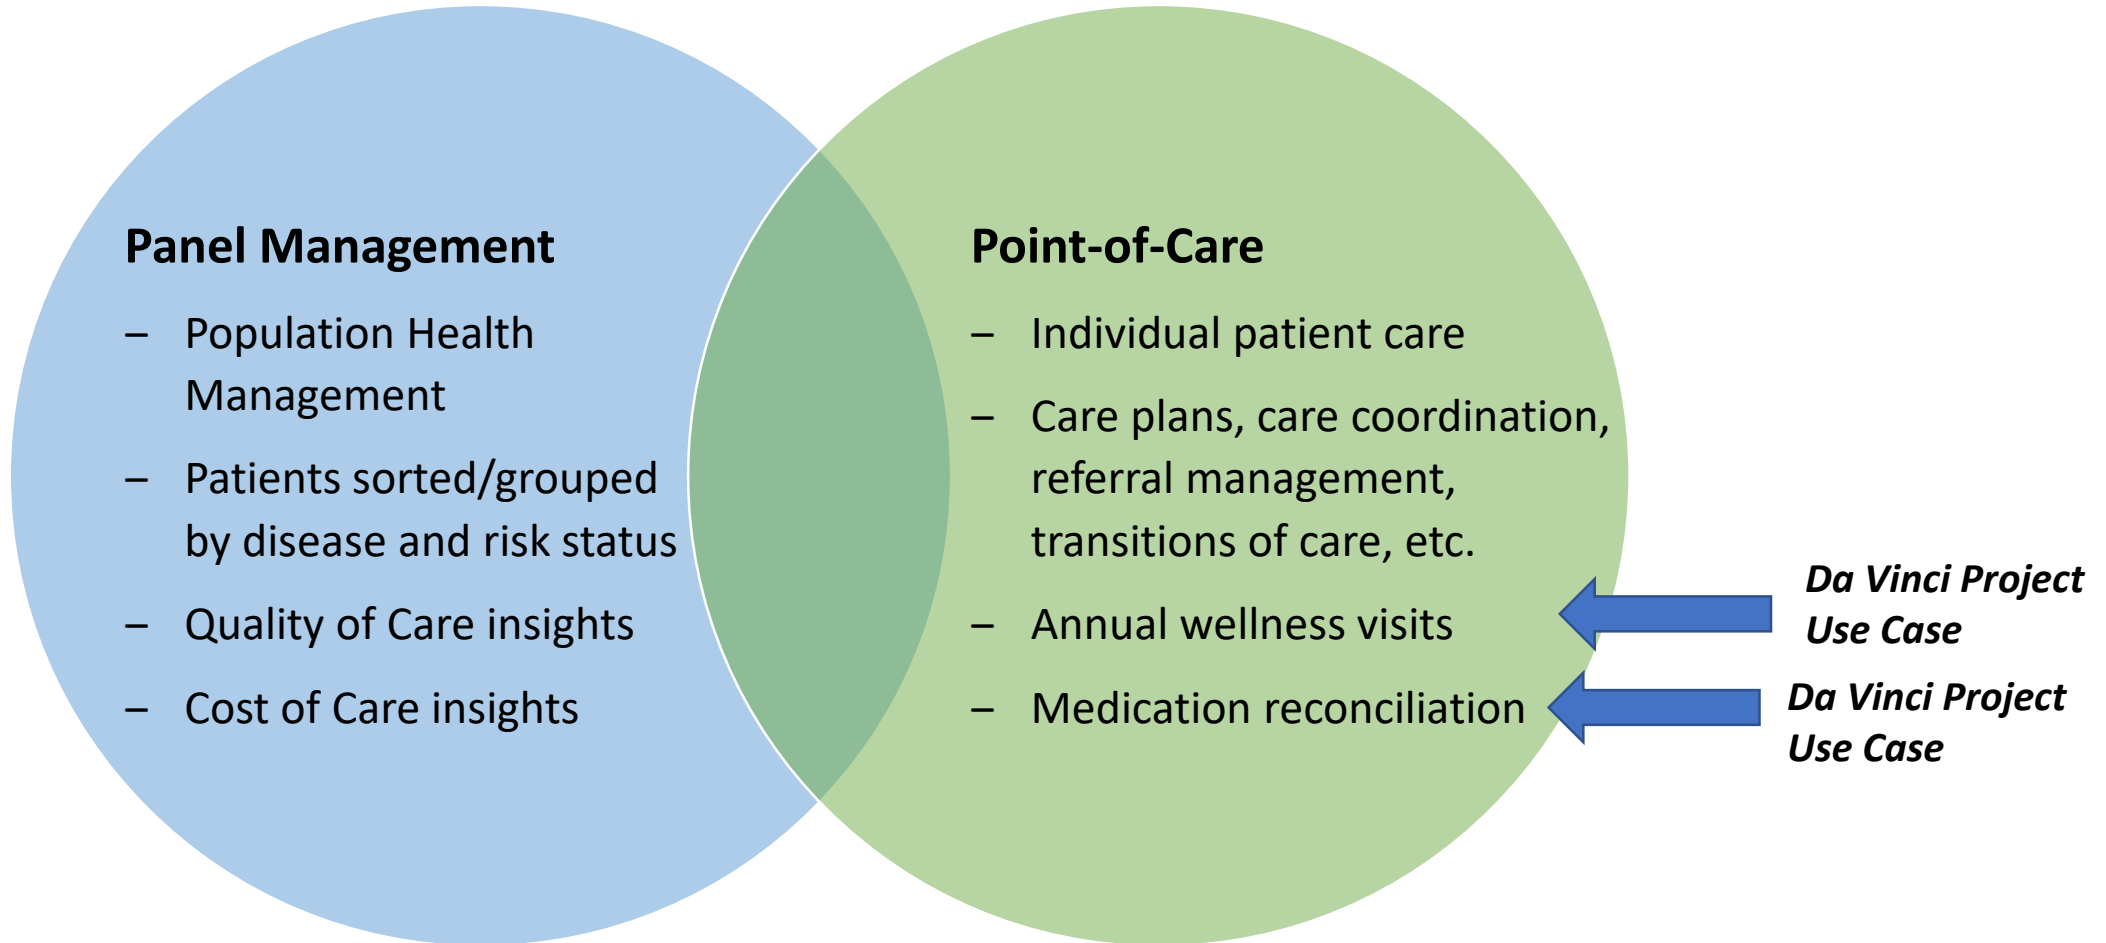 Panel Management
– Population Health
Management
– Patients sorted/grouped
by disease and risk status
– Quality of Care insights
– Cost of Care insights
Point-of-Care
– Individual patient care
– Care plans, care coordination,
referral management,
transitions of care, etc.
– Annual wellness visits
– Medication reconciliation
Da Vinci Project
Use Case
Da Vinci Project
Use Case